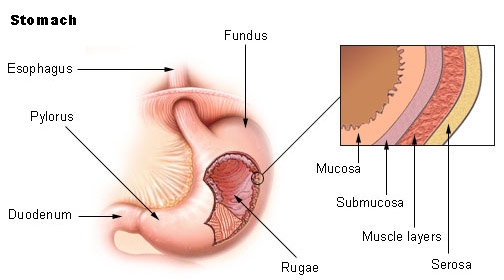 Stomach
Fundus
Esophagus
Pylorus
Mucosa
Submucosa
Duodenum
Muscle layers
Serosa
Rugae